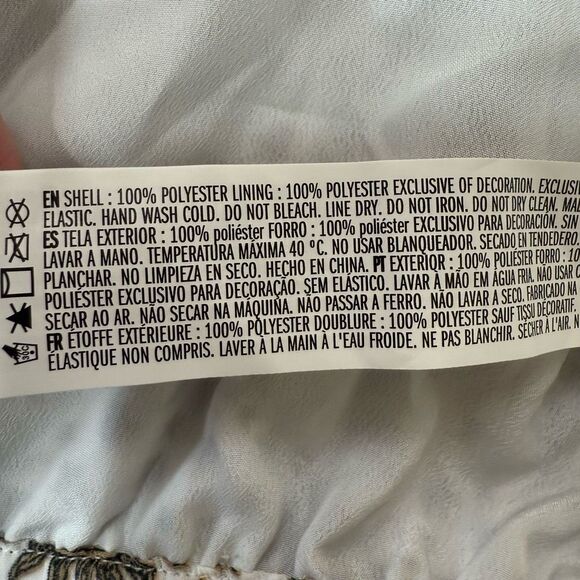 EN SHELL : 100% POLYESTER LINING : 100% POLYESTER EXCLUSIVE OF DECORATION. EXCLUSIV
ELASTIC. HAND WASH COLD. DO NOT BLEACH. LINE DRY. DO NOT IRON. DO NOT DRY CLEAN. MAD
ES TELA EXTERIOR : 100% poliéster FORRO : 100% poliéster EXCLUSIVO PARA DECORACIÓN. SIN
LAVAR A MANO. TEMPERATURA MÁXIMA 40 °C. NO USAR BLANQUEADOR. SECADO EN TENDEDERO.
PLANCHAR. NO LIMPIEZA EN SECO. HECHO EN CHINA. PT EXTERIOR : 100% POLIÉSTER FORRO : 10
POLIÉSTER EXCLUSIVO PARA DECORAÇÃO. SEM ELÁSTICO. LAVAR À MÃO EM ÁGUA FRIA. NÃO USAR
SECAR AO AR. NÃO SECAR NA MÁQUINA. NÃO PASSAR A FERRO. NÃO LAVAR A SECO. FABRICADO NA
FR ÉTOFFE EXTÉRIEURE : 100% POLYESTER DOUBLURE : 100% POLYESTER SAUF TISSU DÉCORATIF.
ÉLASTIQUE NON COMPRIS. LAVER À LA MAIN À L'EAU FROIDE. NE PAS BLANCHIR. SÉCHER À L'AIR. N